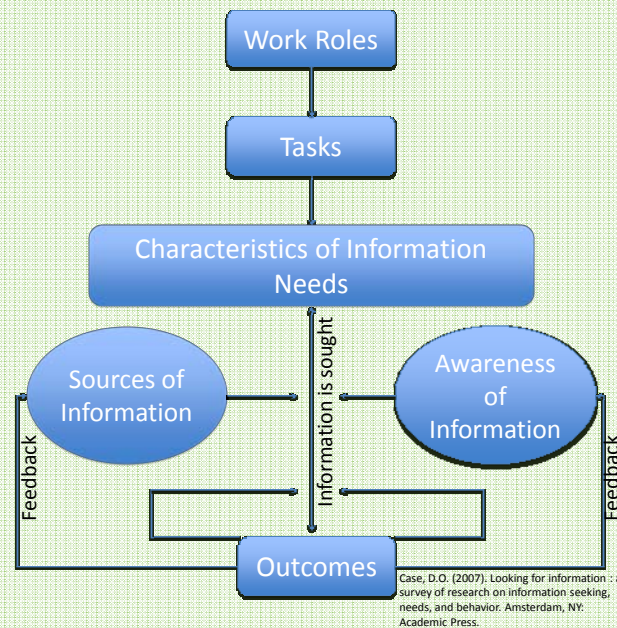 Work Roles
Tasks
Characteristics of Information
Needs
Information is sought
Sources of
Information
Awareness
of
Information
Feedback
Feedback
Outcomes
Case, D.O. (2007). Looking for information : a
survey of research on information seeking,
needs, and behavior. Amsterdam, NY:
Academic Press.